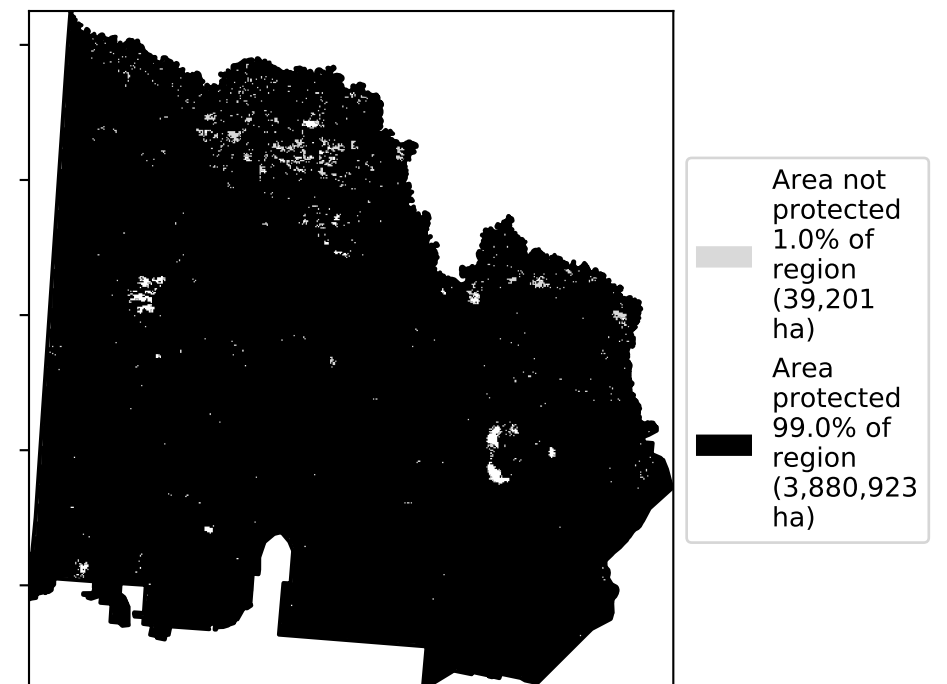 Area not
protected
1.0% of
region
(39,201
ha)
Area
protected
99.0% of
region
(3,880,923
ha)